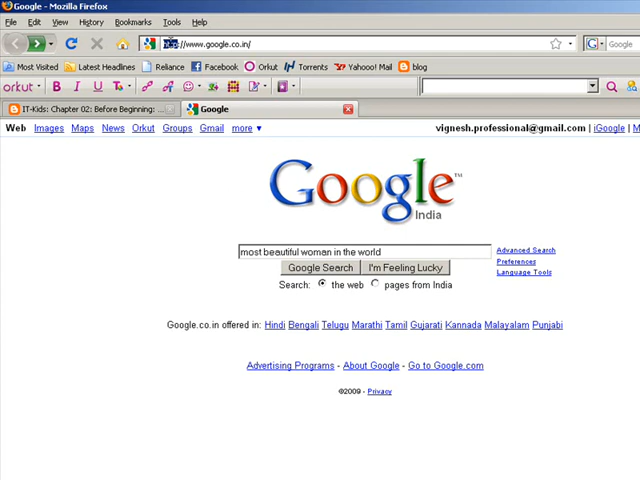 Google - Mozilla Firefox
File Edit View History Bookmarks Tools Help
http://www.google.co.in/ Google
Most Visited Latest Headlines Reliance Facebook Orkut Torrents Yahoo! Mail blog
orkut B I U T
IT-Kids: Chapter 02: Before Beginning: ... Google
Web Images Maps News Orkut Groups Gmail more ▼ vignesh.professional@gmail.com | iGoogle | M
Google™
India
most beautiful woman in the world
Advanced Search
Preferences
Language Tools
Google Search I'm Feeling Lucky
Search: the web pages from India
Google.co.in offered in: Hindi Bengali Telugu Marathi Tamil Gujarati Kannada Malayalam Punjabi
Advertising Programs - About Google - Go to Google.com
©2009 - Privacy